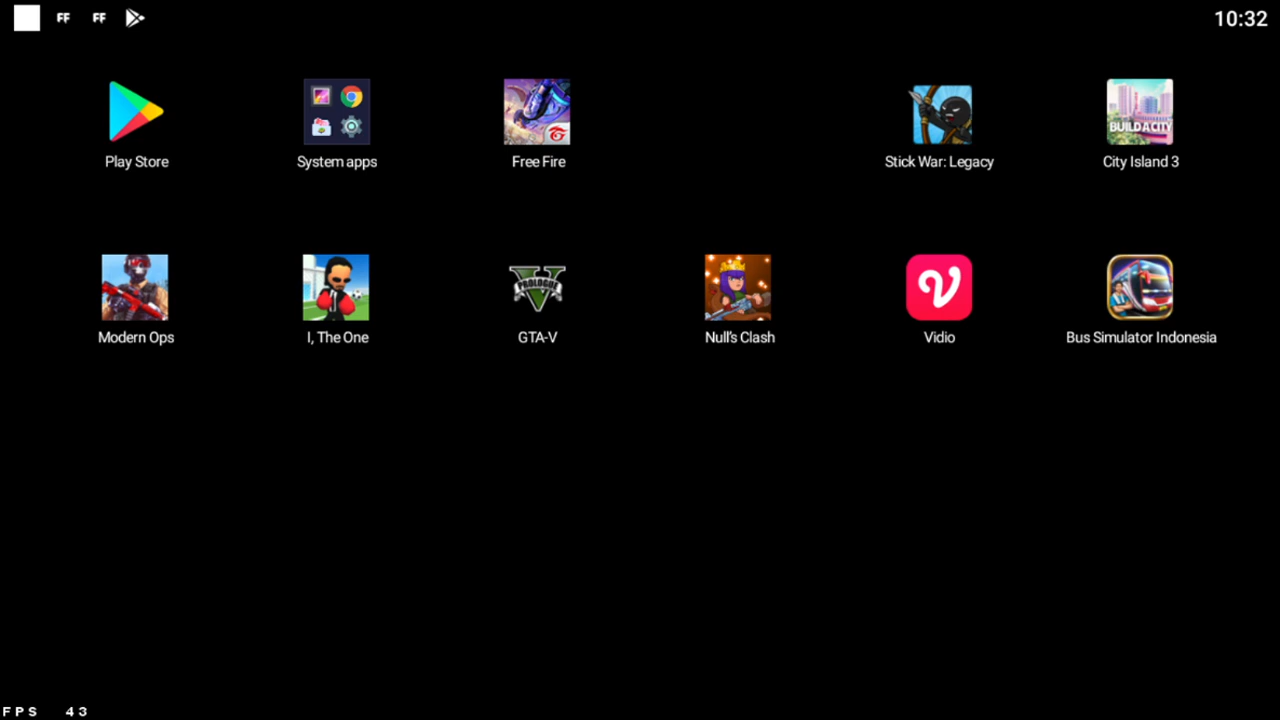 FF FF 10:32
Play Store System apps Free Fire Stick War: Legacy City Island 3
BUILD A CITY
PROLOGUE
Modern Ops I, The One GTA-V Null's Clash Vidio Bus Simulator Indonesia
FPS 43